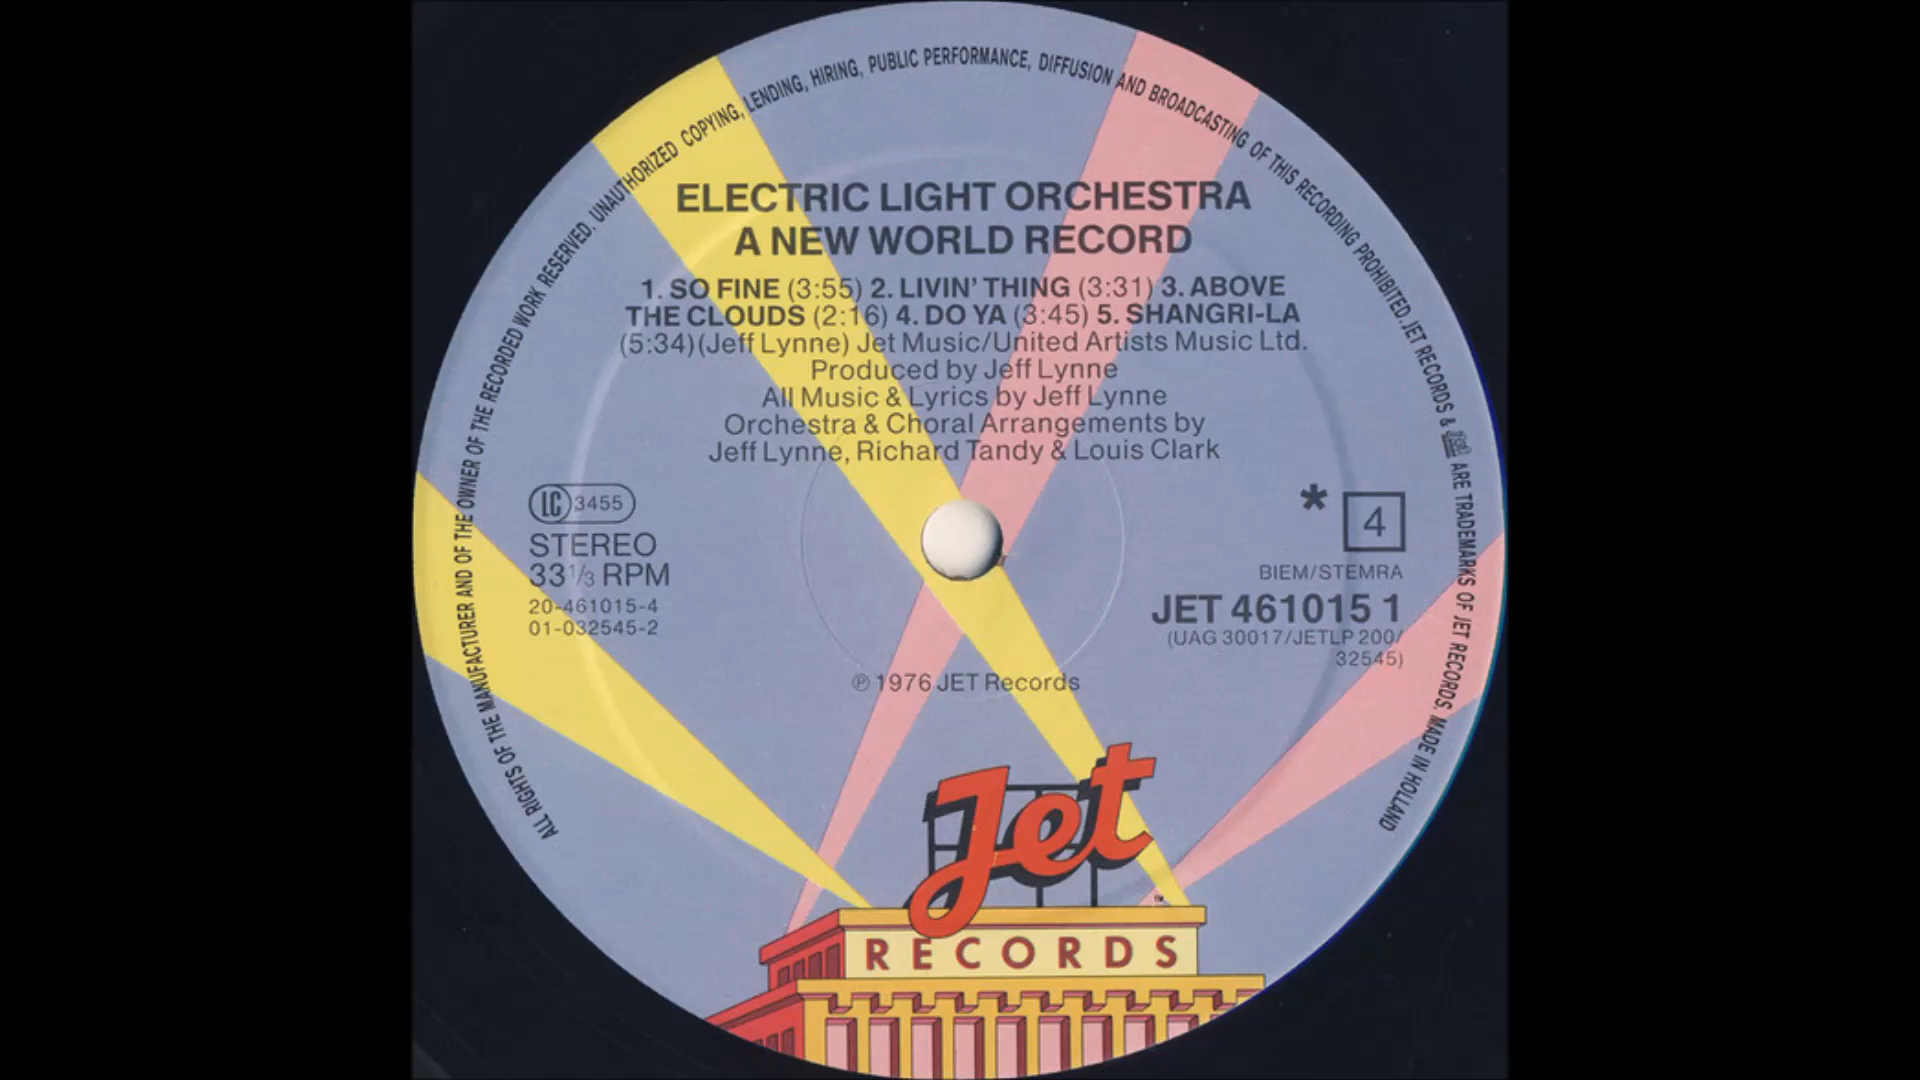 ALL RIGHTS OF THE MANUFACTURER AND OF THE OWNER OF THE RECORDED WORK RESERVED. UNAUTHORIZED COPYING, LENDING, HIRING, PUBLIC PERFORMANCE, DIFFUSION AND BROADCASTING OF THIS RECORDING PROHIBITED. JET RECORDS & Jet ARE TRADEMARKS OF JET RECORDS. MADE IN HOLLAND
ELECTRIC LIGHT ORCHESTRA
A NEW WORLD RECORD
1. SO FINE (3:55) 2. LIVIN' THING (3:31) 3. ABOVE
THE CLOUDS (2:16) 4. DO YA (3:45) 5. SHANGRI-LA
(5:34) (Jeff Lynne) Jet Music/United Artists Music Ltd.
Produced by Jeff Lynne
All Music & Lyrics by Jeff Lynne
Orchestra & Choral Arrangements by
Jeff Lynne, Richard Tandy & Louis Clark
LC 3455
STEREO
33 1/3 RPM
20-461015-4
01-032545-2
* 4
BIEM/STEMRA
JET 461015 1
(UAG 30017/JETLP 200/
32545)
℗ 1976 JET Records
Jet
TM
RECORDS